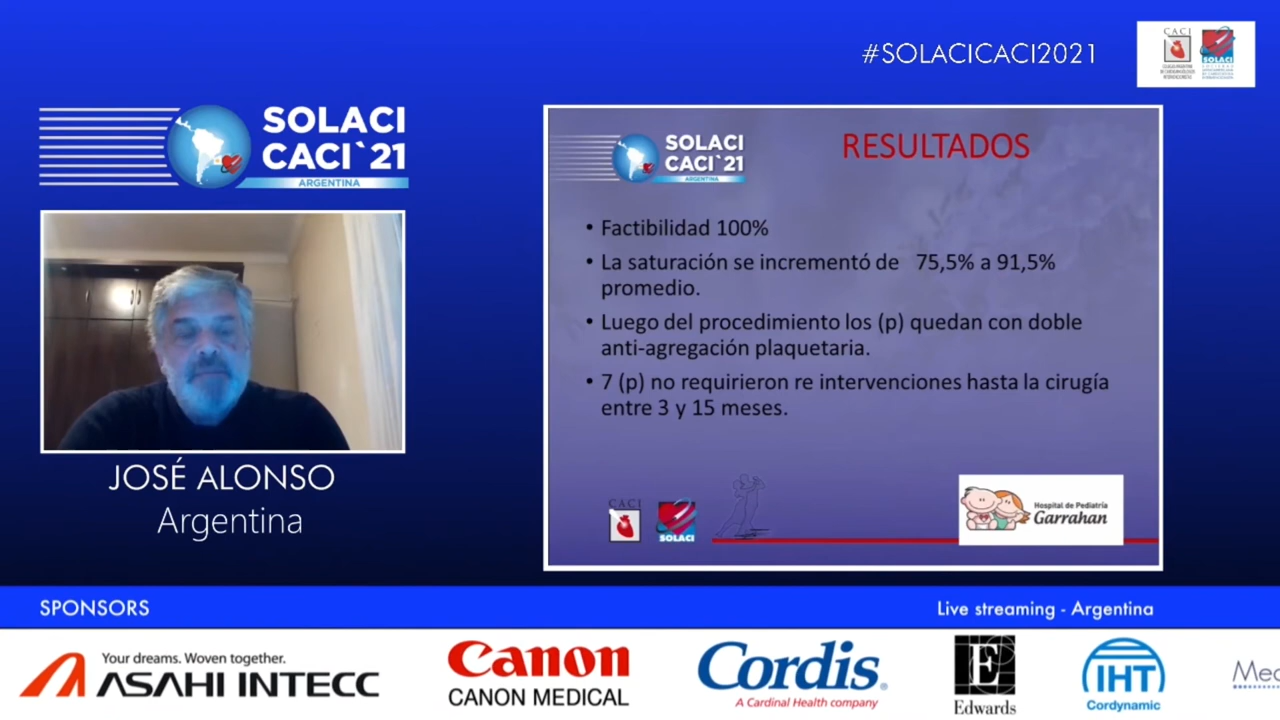 #SOLACICACI2021
CACI
SOLACI
SOLACI
CACI`21
ARGENTINA
JOSÉ ALONSO
Argentina
SOLACI
CACI`21
ARGENTINA
RESULTADOS
• Factibilidad 100%
• La saturación se incrementó de 75,5% a 91,5%
promedio.
• Luego del procedimiento los (p) quedan con doble
anti-agregación plaquetaria.
• 7 (p) no requirieron re intervenciones hasta la cirugía
entre 3 y 15 meses.
CACI
SOLACI
Hospital de Pediatría
Garrahan
SPONSORS
Live streaming - Argentina
Your dreams. Woven together.
ASAHI INTECC
Canon
CANON MEDICAL
Cordis®
A Cardinal Health company
E
Edwards
IHT
Cordynamic
Med